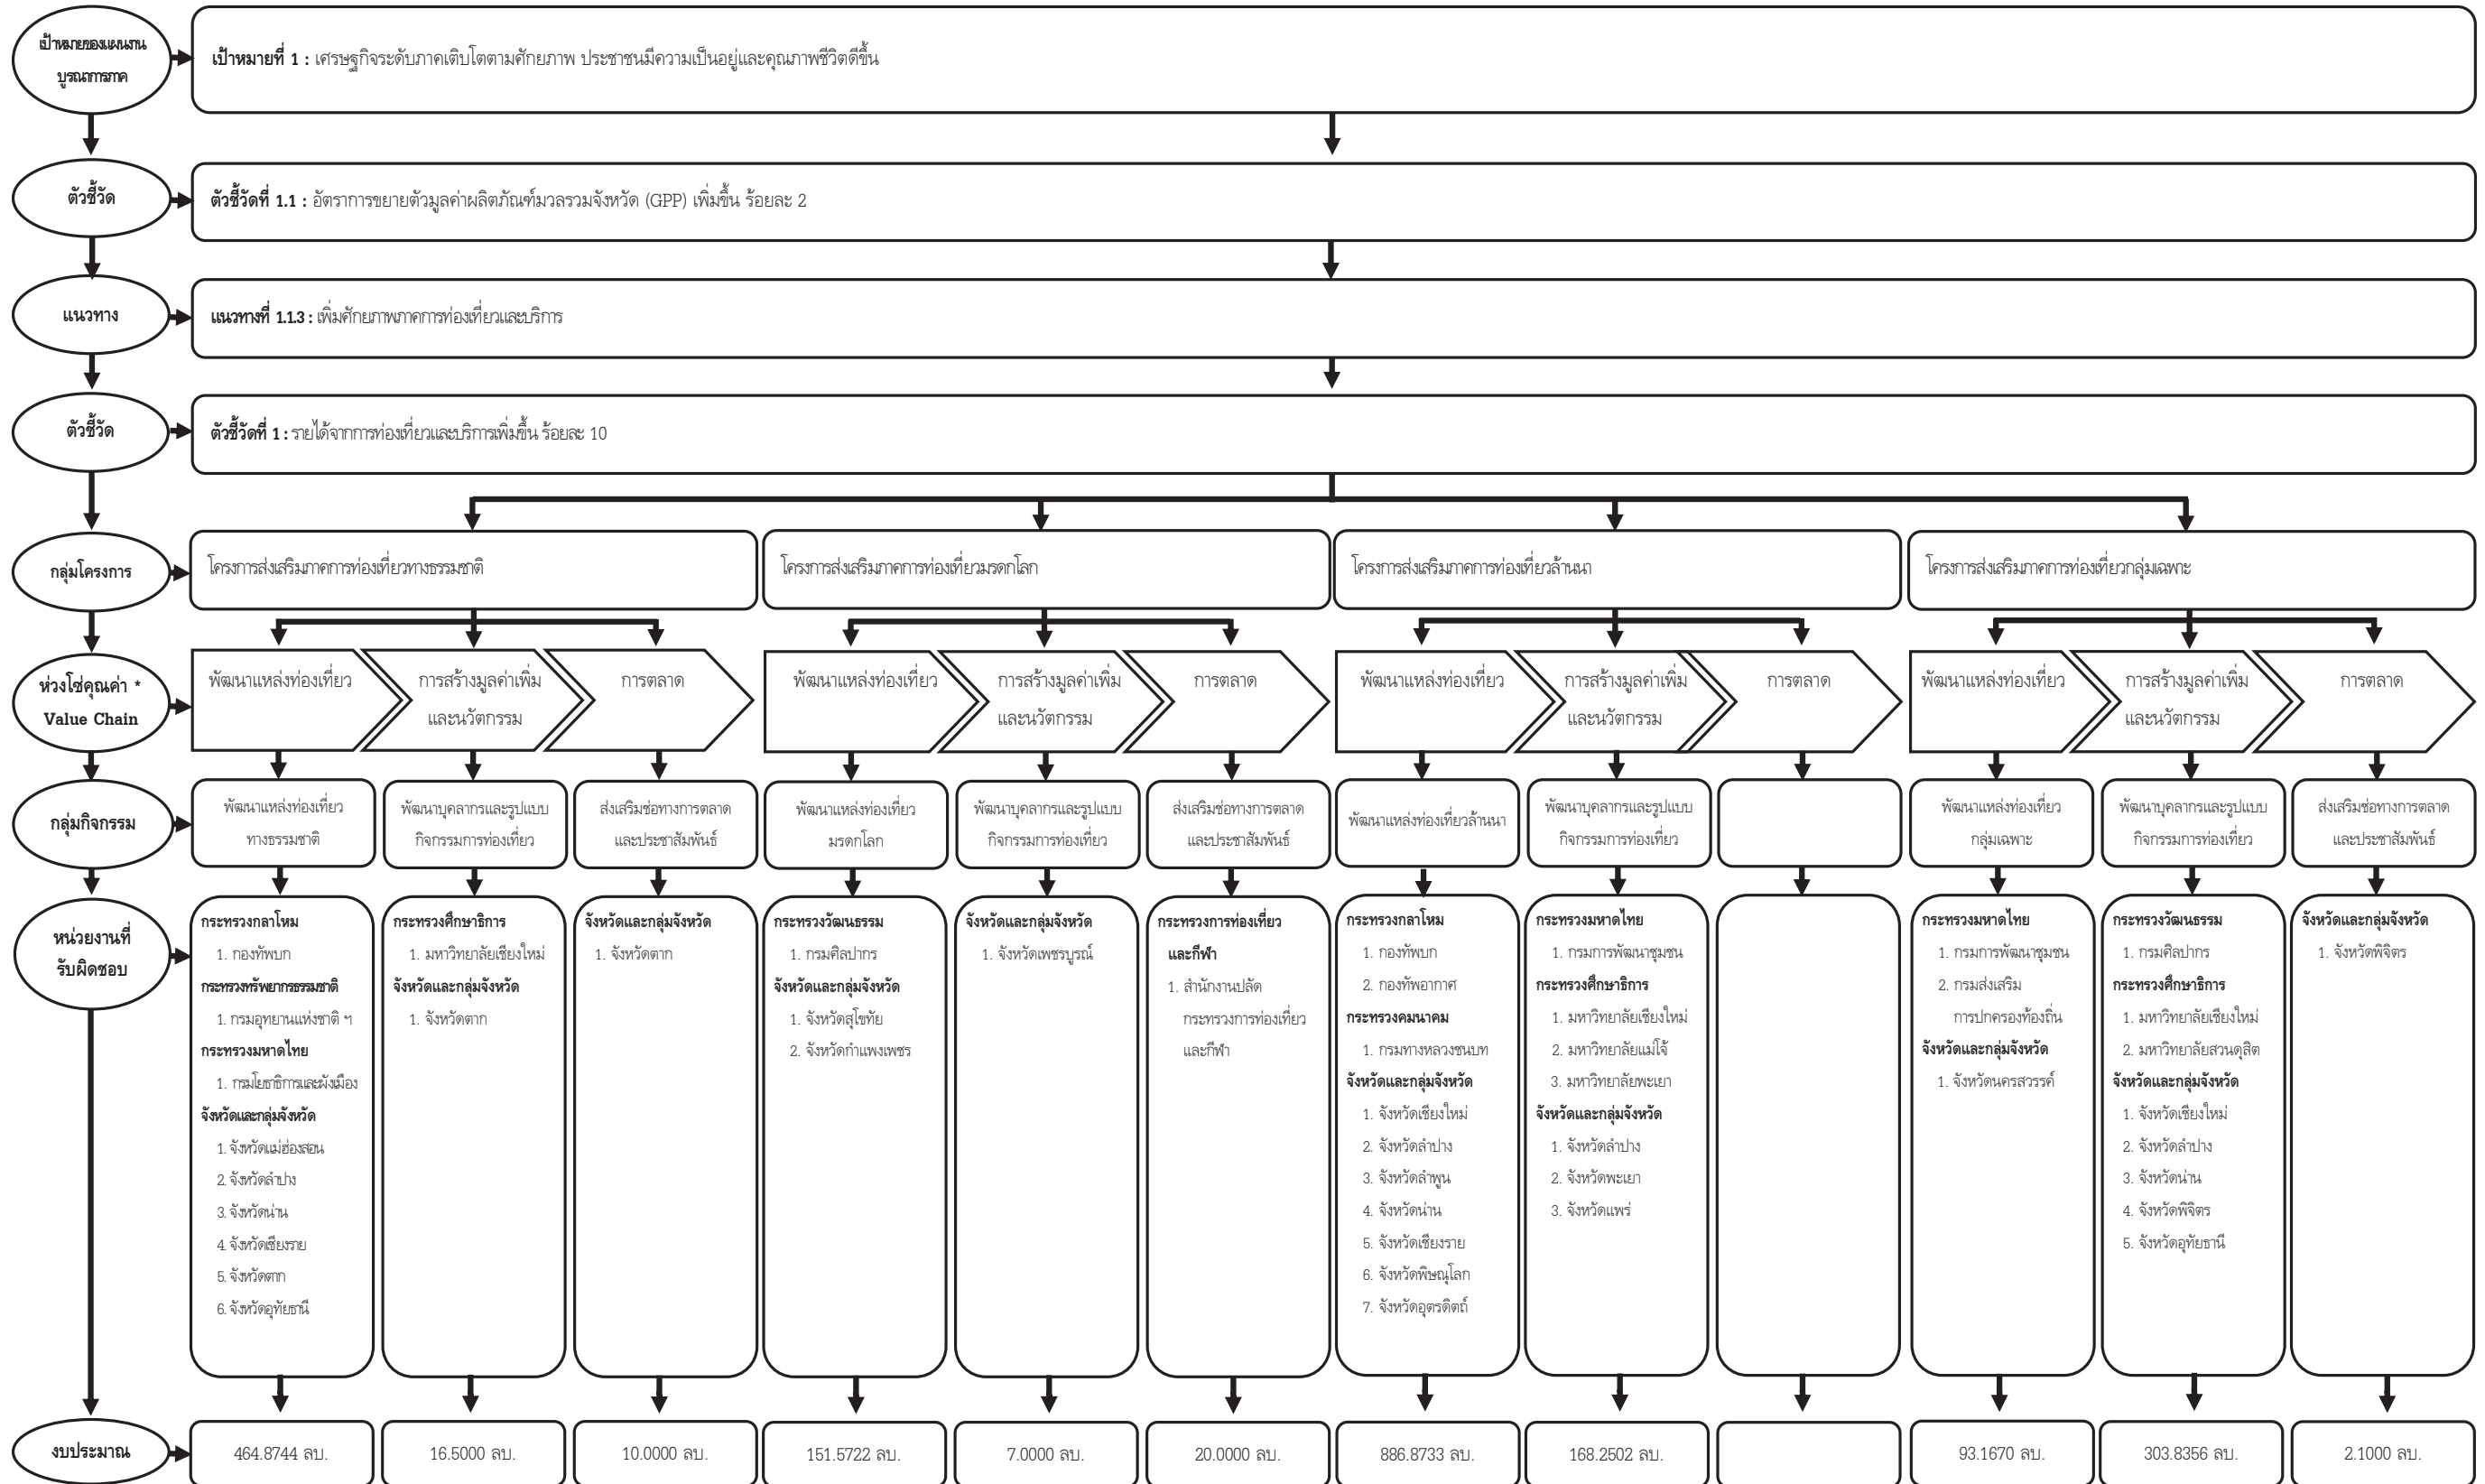 เป้าหมายของแผนงาน
บูรณาการภาค
เป้าหมายที่ 1 : เศรษฐกิจระดับภาคเติบโตตามศักยภาพ ประชาชนมีความเป็นอยู่และคุณภาพชีวิตดีขึ้น
ตัวชี้วัด
ตัวชี้วัดที่ 1.1 : อัตราการขยายตัวมูลค่าผลิตภัณฑ์มวลรวมจังหวัด (GPP) เพิ่มขึ้น ร้อยละ 2
แนวทาง
แนวทางที่ 1.1.3 : เพิ่มศักยภาพภาคการท่องเที่ยวและบริการ
ตัวชี้วัด
ตัวชี้วัดที่ 1 : รายได้จากการท่องเที่ยวและบริการเพิ่มขึ้น ร้อยละ 10
กลุ่มโครงการ
โครงการส่งเสริมภาคการท่องเที่ยวทางธรรมชาติ
โครงการส่งเสริมภาคการท่องเที่ยวมรดกโลก
โครงการส่งเสริมภาคการท่องเที่ยวล้านนา
โครงการส่งเสริมภาคการท่องเที่ยวกลุ่มเฉพาะ
ห่วงโซ่คุณค่า *
Value Chain
พัฒนาแหล่งท่องเที่ยว
การสร้างมูลค่าเพิ่ม
และนวัตกรรม
การตลาด
พัฒนาแหล่งท่องเที่ยว
การสร้างมูลค่าเพิ่ม
และนวัตกรรม
การตลาด
พัฒนาแหล่งท่องเที่ยว
การสร้างมูลค่าเพิ่ม
และนวัตกรรม
การตลาด
พัฒนาแหล่งท่องเที่ยว
การสร้างมูลค่าเพิ่ม
และนวัตกรรม
การตลาด
กลุ่มกิจกรรม
พัฒนาแหล่งท่องเที่ยว
ทางธรรมชาติ
พัฒนาบุคลากรและรูปแบบ
กิจกรรมการท่องเที่ยว
ส่งเสริมช่อทางการตลาด
และประชาสัมพันธ์
พัฒนาแหล่งท่องเที่ยว
มรดกโลก
พัฒนาบุคลากรและรูปแบบ
กิจกรรมการท่องเที่ยว
ส่งเสริมช่อทางการตลาด
และประชาสัมพันธ์
พัฒนาแหล่งท่องเที่ยวล้านนา
พัฒนาบุคลากรและรูปแบบ
กิจกรรมการท่องเที่ยว
พัฒนาแหล่งท่องเที่ยว
กลุ่มเฉพาะ
พัฒนาบุคลากรและรูปแบบ
กิจกรรมการท่องเที่ยว
ส่งเสริมช่อทางการตลาด
และประชาสัมพันธ์
หน่วยงานที่
รับผิดชอบ
กระทรวงกลาโหม
1. กองทัพบก
กระทรวงทรัพยากรธรรมชาติ
1. กรมอุทยานแห่งชาติ ฯ
กระทรวงมหาดไทย
1. กรมโยธาธิการและผังเมือง
จังหวัดและกลุ่มจังหวัด
1. จังหวัดแม่ฮ่องสอน
2. จังหวัดลำปาง
3. จังหวัดน่าน
4. จังหวัดเชียงราย
5. จังหวัดตาก
6. จังหวัดอุทัยธานี
กระทรวงศึกษาธิการ
1. มหาวิทยาลัยเชียงใหม่
จังหวัดและกลุ่มจังหวัด
1. จังหวัดตาก
จังหวัดและกลุ่มจังหวัด
1. จังหวัดตาก
กระทรวงวัฒนธรรม
1. กรมศิลปากร
จังหวัดและกลุ่มจังหวัด
1. จังหวัดสุโขทัย
2. จังหวัดกำแพงเพชร
จังหวัดและกลุ่มจังหวัด
1. จังหวัดเพชรบูรณ์
กระทรวงการท่องเที่ยว
และกีฬา
1. สำนักงานปลัด
กระทรวงการท่องเที่ยว
และกีฬา
กระทรวงกลาโหม
1. กองทัพบก
2. กองทัพอากาศ
กระทรวงคมนาคม
1. กรมทางหลวงชนบท
จังหวัดและกลุ่มจังหวัด
1. จังหวัดเชียงใหม่
2. จังหวัดลำปาง
3. จังหวัดลำพูน
4. จังหวัดน่าน
5. จังหวัดเชียงราย
6. จังหวัดพิษณุโลก
7. จังหวัดอุตรดิตถ์
กระทรวงมหาดไทย
1. กรมการพัฒนาชุมชน
กระทรวงศึกษาธิการ
1. มหาวิทยาลัยเชียงใหม่
2. มหาวิทยาลัยแม่โจ้
3. มหาวิทยาลัยพะเยา
จังหวัดและกลุ่มจังหวัด
1. จังหวัดลำปาง
2. จังหวัดพะเยา
3. จังหวัดแพร่
กระทรวงมหาดไทย
1. กรมการพัฒนาชุมชน
2. กรมส่งเสริม
การปกครองท้องถิ่น
จังหวัดและกลุ่มจังหวัด
1. จังหวัดนครสวรรค์
กระทรวงวัฒนธรรม
1. กรมศิลปากร
กระทรวงศึกษาธิการ
1. มหาวิทยาลัยเชียงใหม่
2. มหาวิทยาลัยสวนดุสิต
จังหวัดและกลุ่มจังหวัด
1. จังหวัดเชียงใหม่
2. จังหวัดลำปาง
3. จังหวัดน่าน
4. จังหวัดพิจิตร
5. จังหวัดอุทัยธานี
จังหวัดและกลุ่มจังหวัด
1. จังหวัดพิจิตร
งบประมาณ
464.8744 ลบ.
16.5000 ลบ.
10.0000 ลบ.
151.5722 ลบ.
7.0000 ลบ.
20.0000 ลบ.
886.8733 ลบ.
168.2502 ลบ.
93.1670 ลบ.
303.8356 ลบ.
2.1000 ลบ.